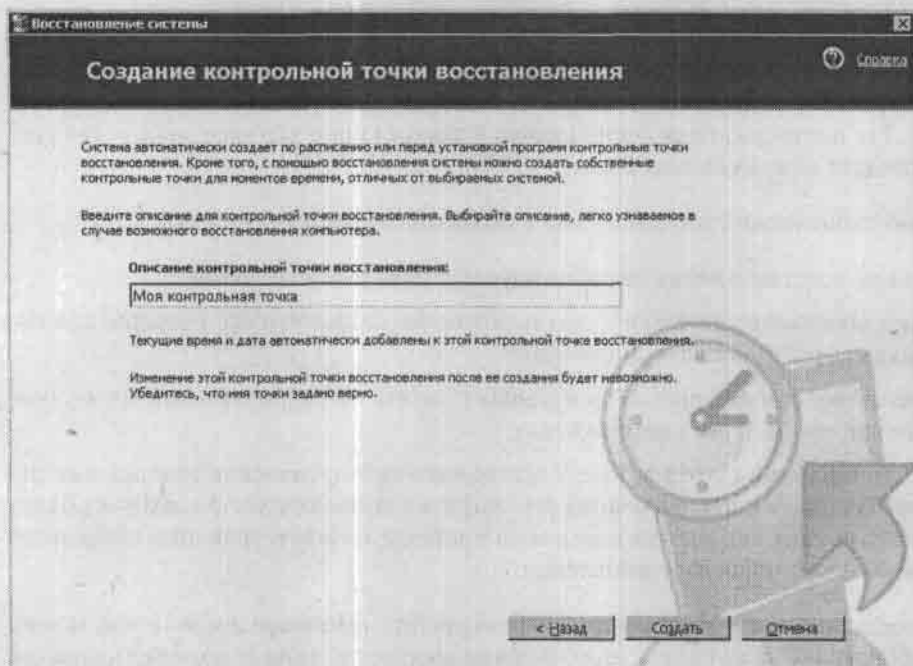 Восстановление системы
Создание контрольной точки восстановления
Справка
Система автоматически создает по расписанию или перед установкой программ контрольные точки
восстановления. Кроме того, с помощью восстановления системы можно создать собственные
контрольные точки для моментов времени, отличных от выбираемых системой.
Введите описание для контрольной точки восстановления. Выбирайте описание, легко узнаваемое в
случае возможного восстановления компьютера.
Описание контрольной точки восстановления:
Моя контрольная точка
Текущие время и дата автоматически добавлены к этой контрольной точке восстановления.
Изменение этой контрольной точки восстановления после ее создания будет невозможно.
Убедитесь, что имя точки задано верно.
< Назад
Создать
Отмена